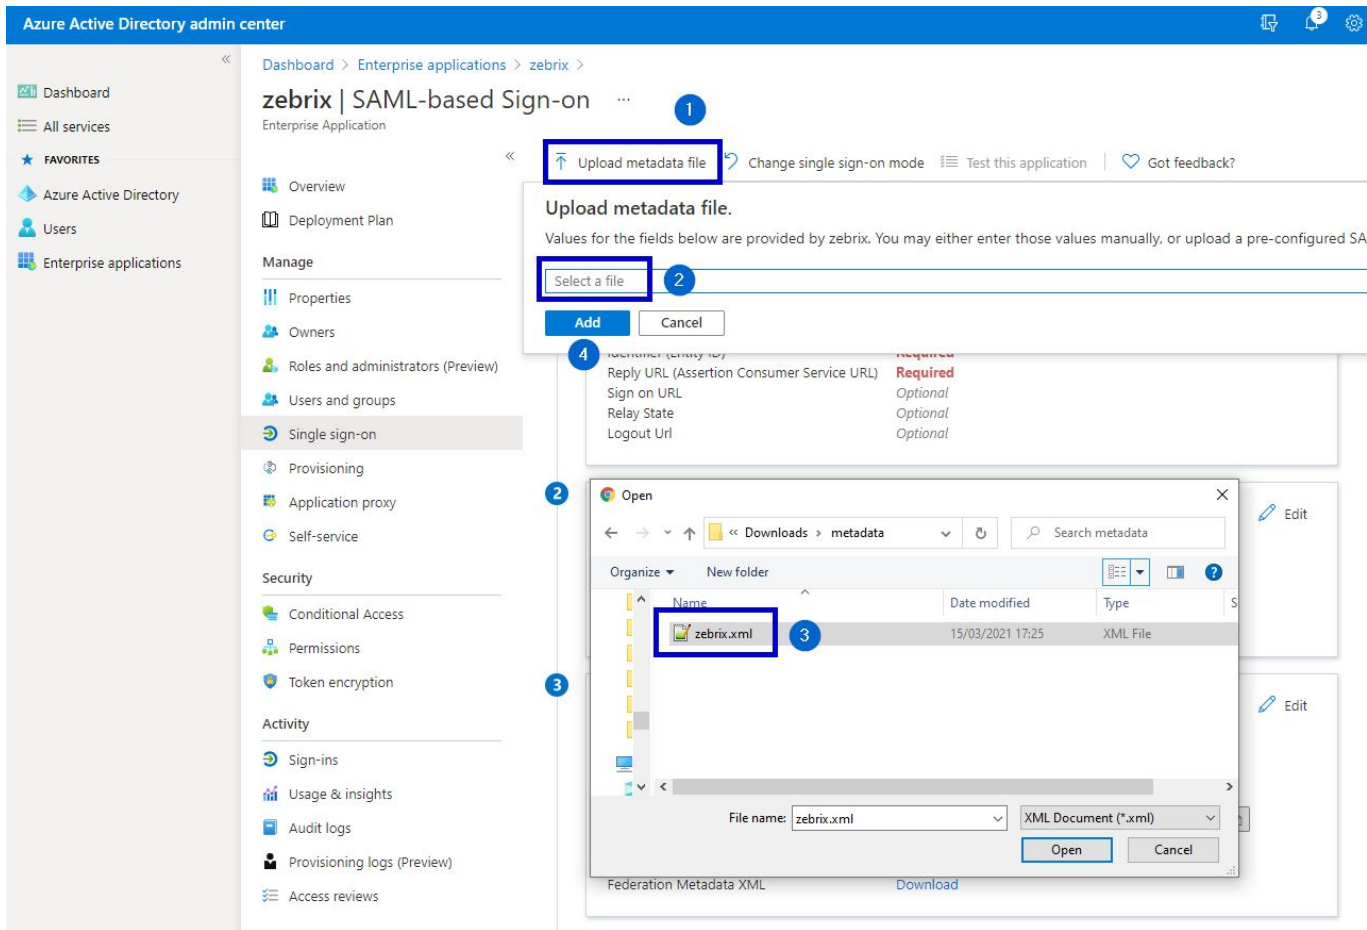 Azure Active Directory admin center
3
«
Dashboard
All services
FAVORITES
Azure Active Directory
Users
Enterprise applications
Dashboard > Enterprise applications > zebrix >
zebrix | SAML-based Sign-on ...
Enterprise Application
«
Overview
Deployment Plan
Manage
Properties
Owners
Roles and administrators (Preview)
Users and groups
Single sign-on
Provisioning
Application proxy
Self-service
Security
Conditional Access
Permissions
Token encryption
Activity
Sign-ins
Usage & insights
Audit logs
Provisioning logs (Preview)
Access reviews
1
Upload metadata file Change single sign-on mode Test this application Got feedback?
Upload metadata file.
Values for the fields below are provided by zebrix. You may either enter those values manually, or upload a pre-configured SA
Select a file 2
Add Cancel
4
Identifier (Entity ID) Required
Reply URL (Assertion Consumer Service URL) Required
Sign on URL Optional
Relay State Optional
Logout Url Optional
2
Edit
Open
« Downloads > metadata Search metadata
Organize New folder
Name Date modified Type S
zebrix.xml 3 15/03/2021 17:25 XML File
3
Edit
File name: zebrix.xml XML Document (*.xml)
Open Cancel
Federation Metadata XML Download